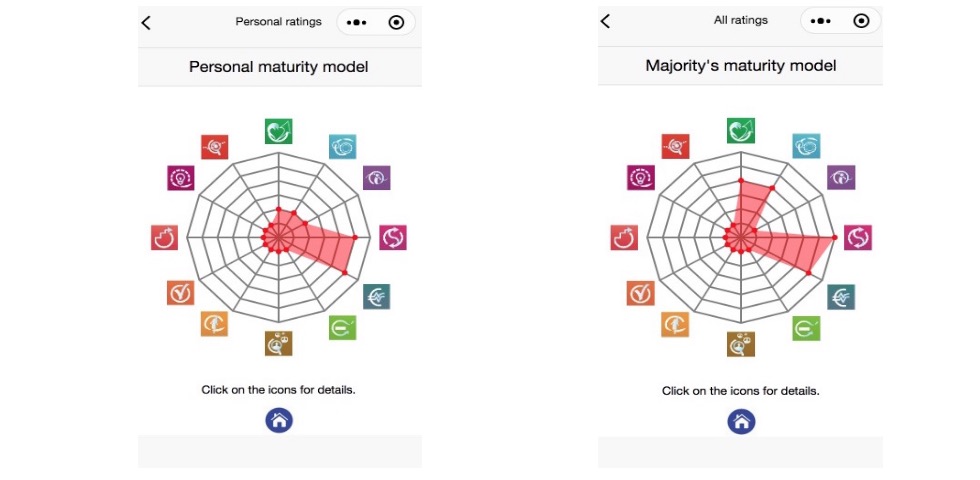 Personal ratings
Personal maturity model
Click on the icons for details.
All ratings
Majority's maturity model
Click on the icons for details.